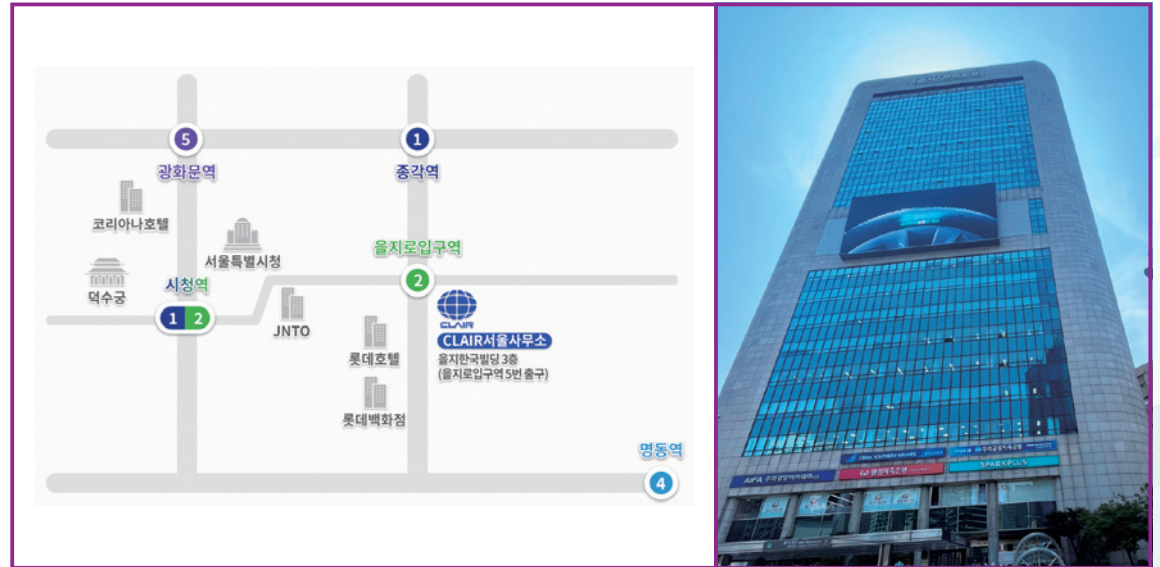 5
광화문역
1
종각역
코리아나호텔
서울특별시청
을지로입구역
2
덕수궁
시청역
1 2
JNTO
롯데호텔
롯데백화점
CLAIR
CLAIR서울사무소
을지한국빌딩 3층
(을지로입구역 5번 출구)
명동역
4
CHINA SOUTHERN AIRLINES
SPARKPLUS
AIFA